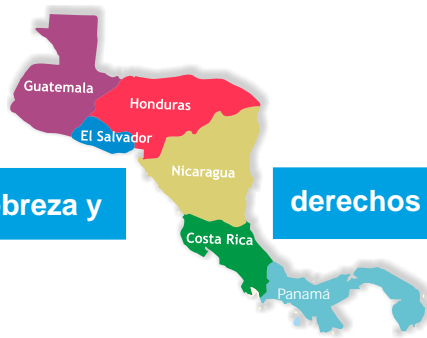 Guatemala
Honduras
El Salvador
Nicaragua
breza y
derechos
Costa Rica
Panamá